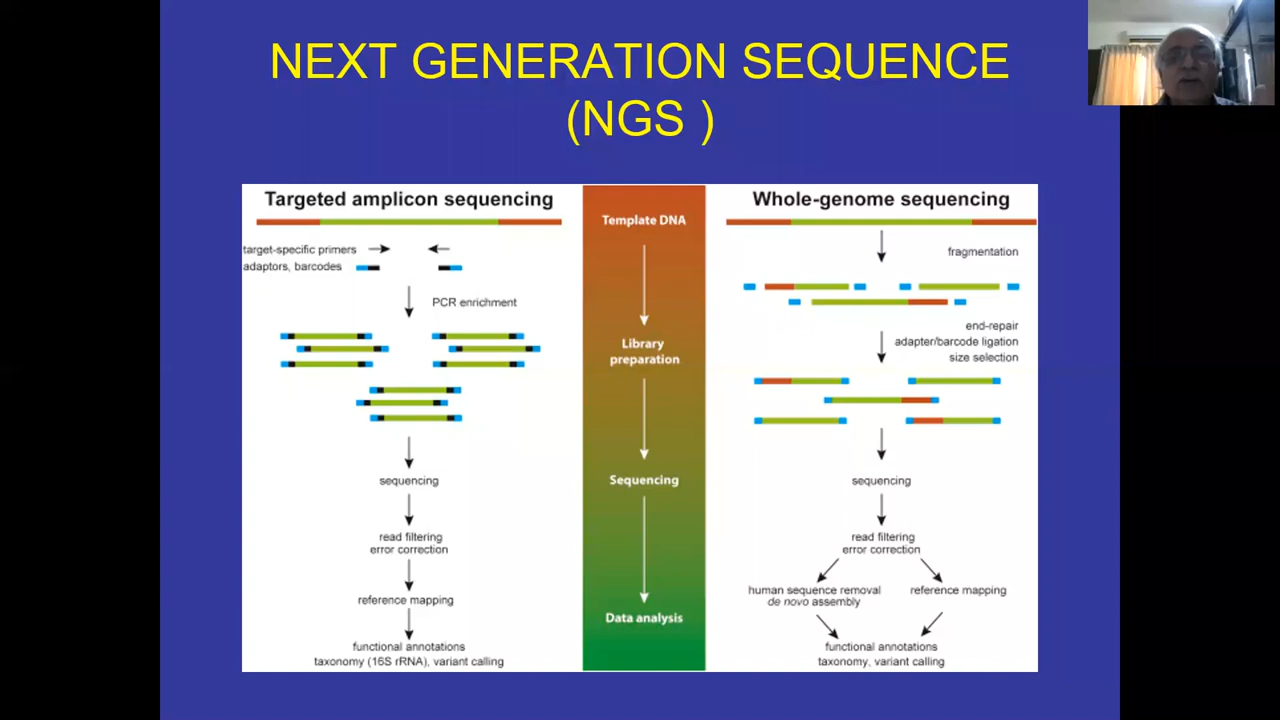 NEXT GENERATION SEQUENCE
(NGS )
Targeted amplicon sequencing
target-specific primers
adaptors, barcodes
PCR enrichment
sequencing
read filtering
error correction
reference mapping
functional annotations
taxonomy (16S rRNA), variant calling
Template DNA
Library
preparation
Sequencing
Data analysis
Whole-genome sequencing
fragmentation
end-repair
adapter/barcode ligation
size selection
sequencing
read filtering
error correction
human sequence removal
de novo assembly
reference mapping
functional annotations
taxonomy, variant calling